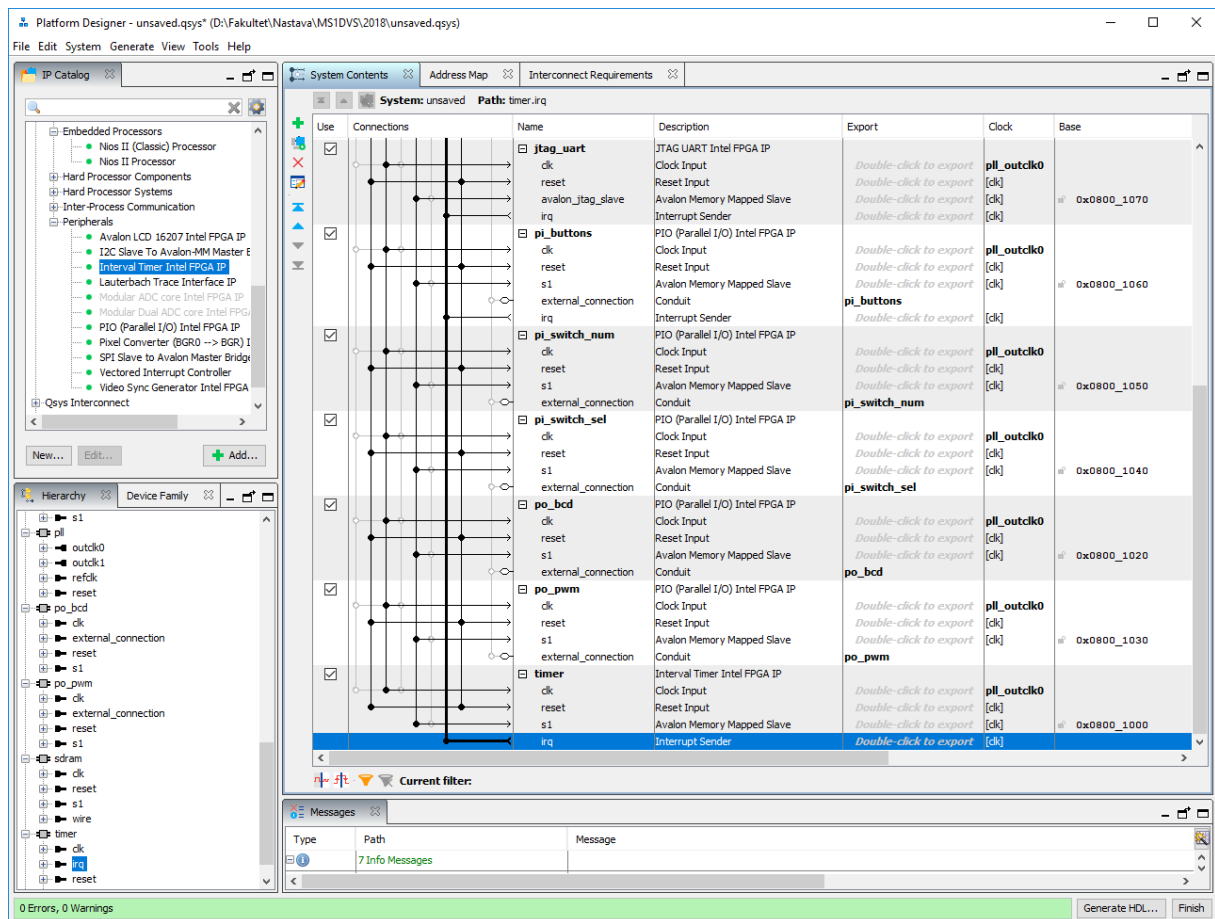 Platform Designer - unsaved.qsys* (D:\Fakultet\Nastava\MS1DVS\2018\unsaved.qsys)
File Edit System Generate View Tools Help
IP Catalog
Embedded Processors
Nios II (Classic) Processor
Nios II Processor
Hard Processor Components
Hard Processor Systems
Inter-Process Communication
Peripherals
Avalon LCD 16207 Intel FPGA IP
I2C Slave To Avalon-MM Master
Interval Timer Intel FPGA IP
Lauterbach Trace Interface IP
Modular ADC core Intel FPGA IP
Modular Dual ADC core Intel FPGA
PIO (Parallel I/O) Intel FPGA IP
Pixel Converter (BGR0 --> BGR) I
SPI Slave to Avalon Master Bridge
Vectored Interrupt Controller
Video Sync Generator Intel FPGA
Qsys Interconnect
New... Edit... Add...
Hierarchy Device Family
s1
pll
outclk0
outclk1
refclk
reset
po_bcd
clk
external_connection
reset
s1
po_pwm
clk
external_connection
reset
s1
sdram
clk
reset
s1
wire
timer
clk
irq
reset
System Contents Address Map Interconnect Requirements
System: unsaved Path: timer.irq
Use Connections Name Description Export Clock Base
jtag_uart JTAG UART Intel FPGA IP
clk Clock Input Double-click to export pll_outclk0
reset Reset Input Double-click to export [clk]
avalon_jtag_slave Avalon Memory Mapped Slave Double-click to export [clk] 0x0800_1070
irq Interrupt Sender Double-click to export [clk]
pi_buttons PIO (Parallel I/O) Intel FPGA IP
clk Clock Input Double-click to export pll_outclk0
reset Reset Input Double-click to export [clk]
s1 Avalon Memory Mapped Slave Double-click to export [clk] 0x0800_1060
external_connection Conduit pi_buttons
irq Interrupt Sender Double-click to export [clk]
pi_switch_num PIO (Parallel I/O) Intel FPGA IP
clk Clock Input Double-click to export pll_outclk0
reset Reset Input Double-click to export [clk]
s1 Avalon Memory Mapped Slave Double-click to export [clk] 0x0800_1050
external_connection Conduit pi_switch_num
pi_switch_sel PIO (Parallel I/O) Intel FPGA IP
clk Clock Input Double-click to export pll_outclk0
reset Reset Input Double-click to export [clk]
s1 Avalon Memory Mapped Slave Double-click to export [clk] 0x0800_1040
external_connection Conduit pi_switch_sel
po_bcd PIO (Parallel I/O) Intel FPGA IP
clk Clock Input Double-click to export pll_outclk0
reset Reset Input Double-click to export [clk]
s1 Avalon Memory Mapped Slave Double-click to export [clk] 0x0800_1020
external_connection Conduit po_bcd
po_pwm PIO (Parallel I/O) Intel FPGA IP
clk Clock Input Double-click to export pll_outclk0
reset Reset Input Double-click to export [clk]
s1 Avalon Memory Mapped Slave Double-click to export [clk] 0x0800_1030
external_connection Conduit po_pwm
timer Interval Timer Intel FPGA IP
clk Clock Input Double-click to export pll_outclk0
reset Reset Input Double-click to export [clk]
s1 Avalon Memory Mapped Slave Double-click to export [clk] 0x0800_1000
irq Interrupt Sender Double-click to export [clk]
Current filter:
Messages
Type Path Message
7 Info Messages
0 Errors, 0 Warnings
Generate HDL... Finish